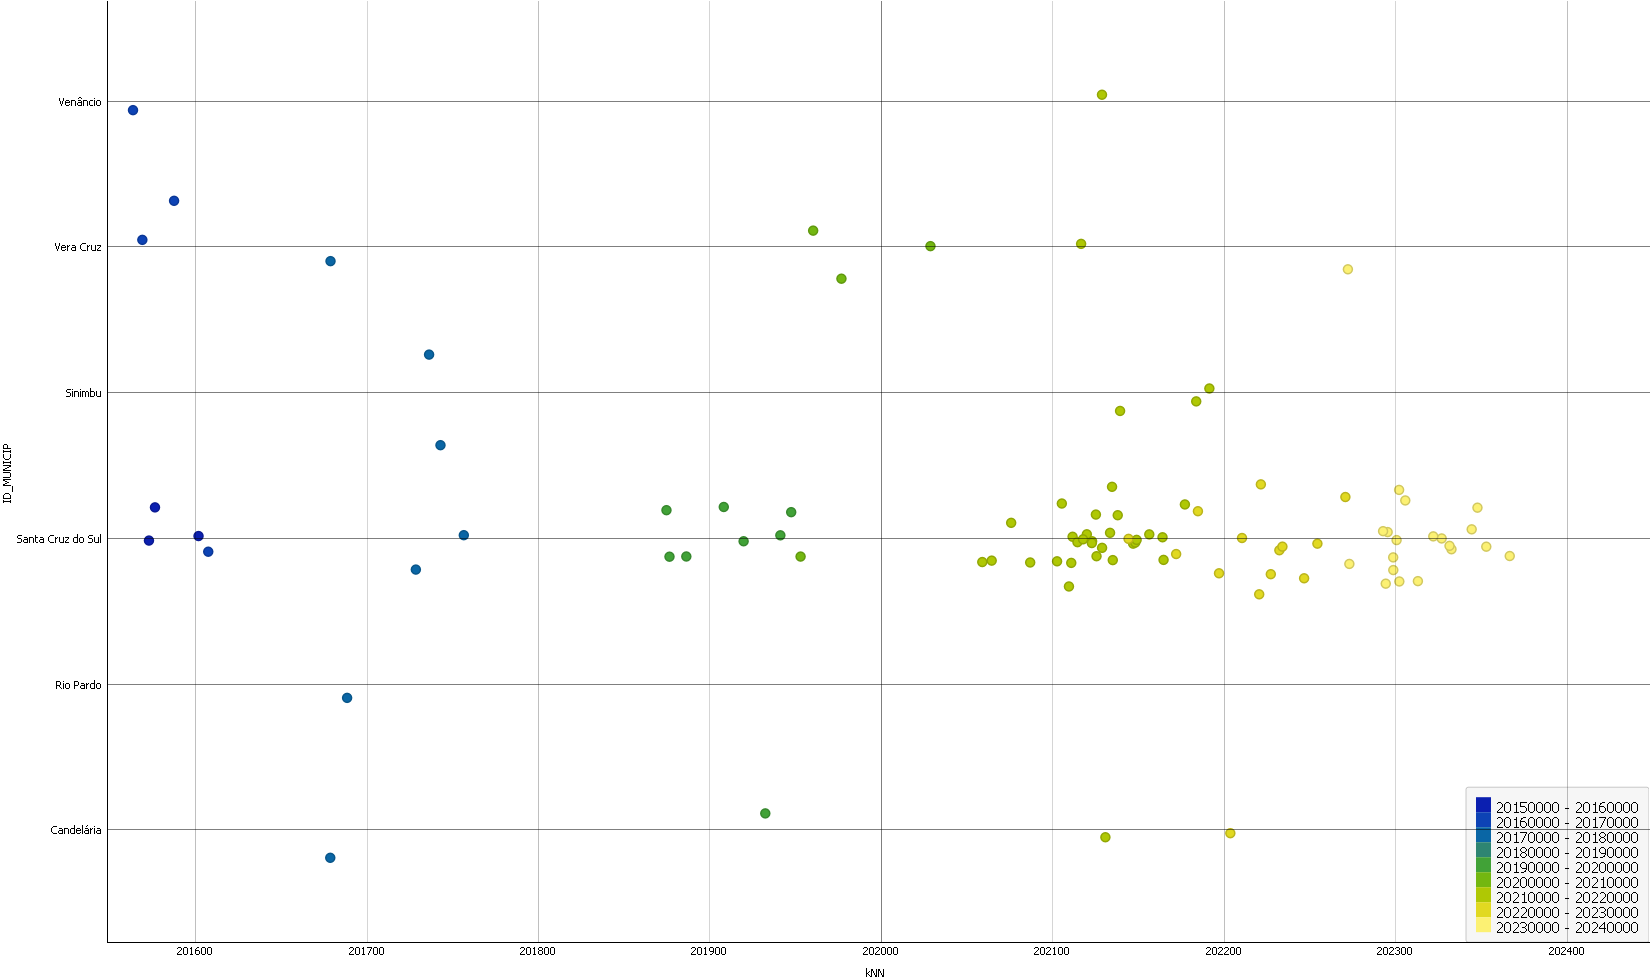 Venâncio
Vera Cruz
Sinimbu
ID_MUNICIP
Santa Cruz do Sul
Rio Pardo
Candelária
20150000 - 20160000
20160000 - 20170000
20170000 - 20180000
20180000 - 20190000
20190000 - 20200000
20200000 - 20210000
20210000 - 20220000
20220000 - 20230000
20230000 - 20240000
201600 201700 201800 201900 202000 202100 202200 202300 202400
kNN